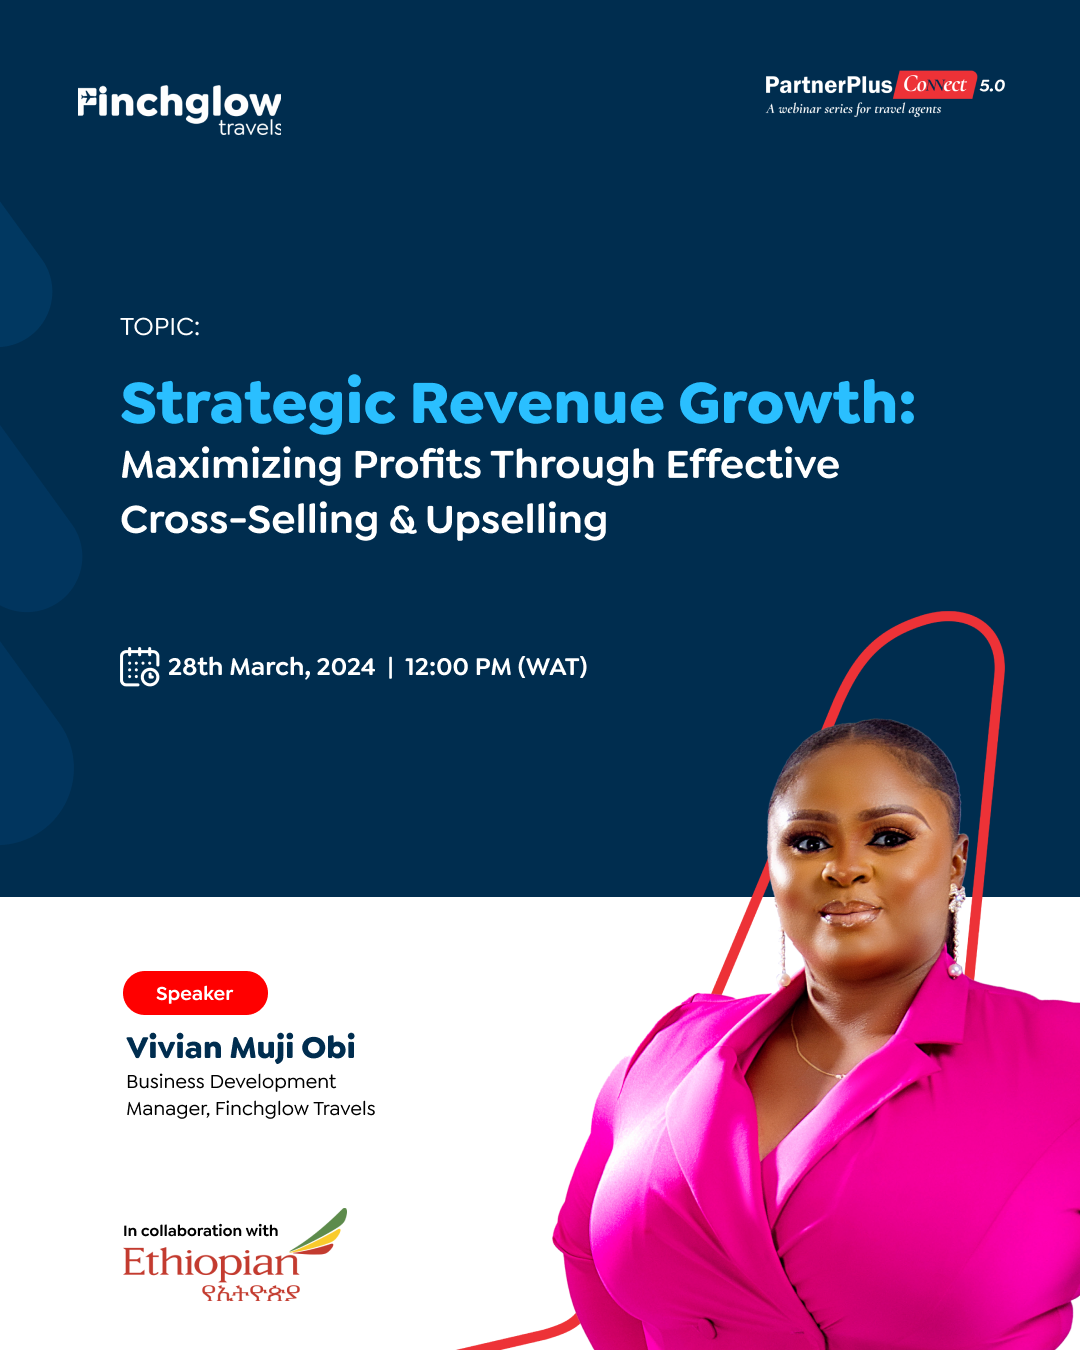 Finchglow
travels
PartnerPlus Connect 5.0
A webinar series for travel agents
TOPIC:
Strategic Revenue Growth:
Maximizing Profits Through Effective
Cross-Selling & Upselling
28th March, 2024 | 12:00 PM (WAT)
Speaker
Vivian Muji Obi
Business Development
Manager, Finchglow Travels
In collaboration with
Ethiopian
የኢትዮጵያ